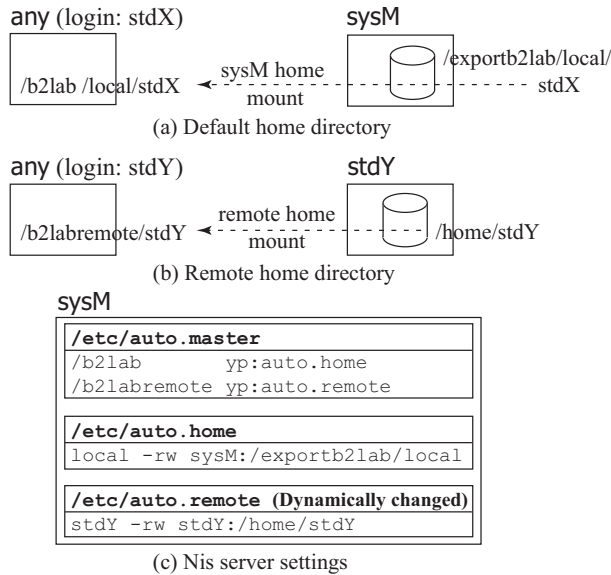 any (login: stdX)
sysM
/exportb2lab/local/
/b2lab /local/stdX
sysM home
mount
stdX
(a) Default home directory
any (login: stdY)
stdY
/b2labremote/stdY
remote home
mount
/home/stdY
(b) Remote home directory
sysM
/etc/auto.master
/b2lab yp:auto.home
/b2labremote yp:auto.remote
/etc/auto.home
local -rw sysM:/exportb2lab/local
/etc/auto.remote (Dynamically changed)
stdY -rw stdY:/home/stdY
(c) Nis server settings